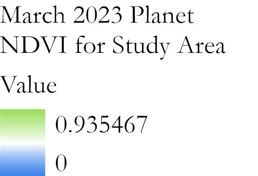 March 2023 Planet
NDVI for Study Area
Value
0.935467
0